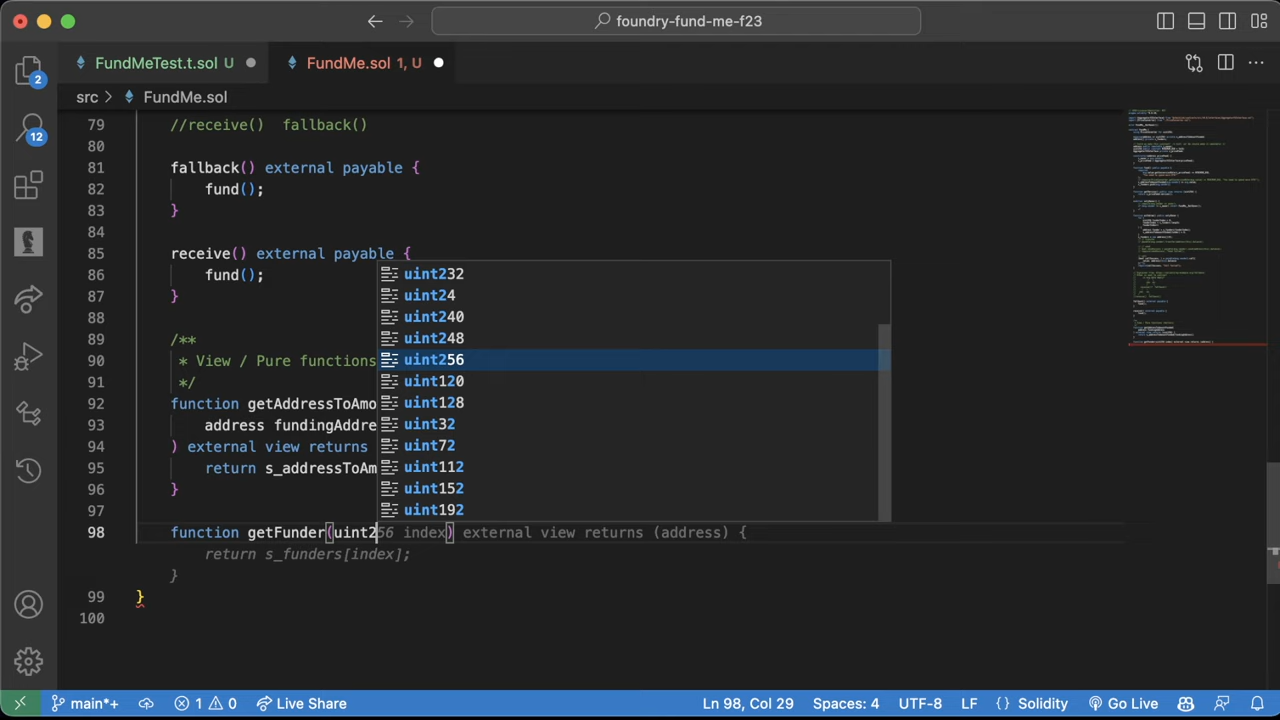 foundry-fund-me-f23
FundMeTest.t.sol U
FundMe.sol 1, U
src > FundMe.sol
2
12
79 //receive() fallback()
80
81 fallback() external payable {
82 fund();
83 }
84
85 receive() external payable {
86 fund();
87 }
88
89 /**
90 * View / Pure functions
91 */
92 function getAddressToAmo
93 address fundingAddre
94 ) external view returns
95 return s_addressToAm
96 }
97
98 function getFunder(uint256 index) external view returns (address) {
return s_funders[index];
}
99 }
100
uint232
uint24
uint240
uint248
uint256
uint120
uint128
uint32
uint72
uint112
uint152
uint192
main*+ 1 0 Live Share Ln 98, Col 29 Spaces: 4 UTF-8 LF { } Solidity Go Live